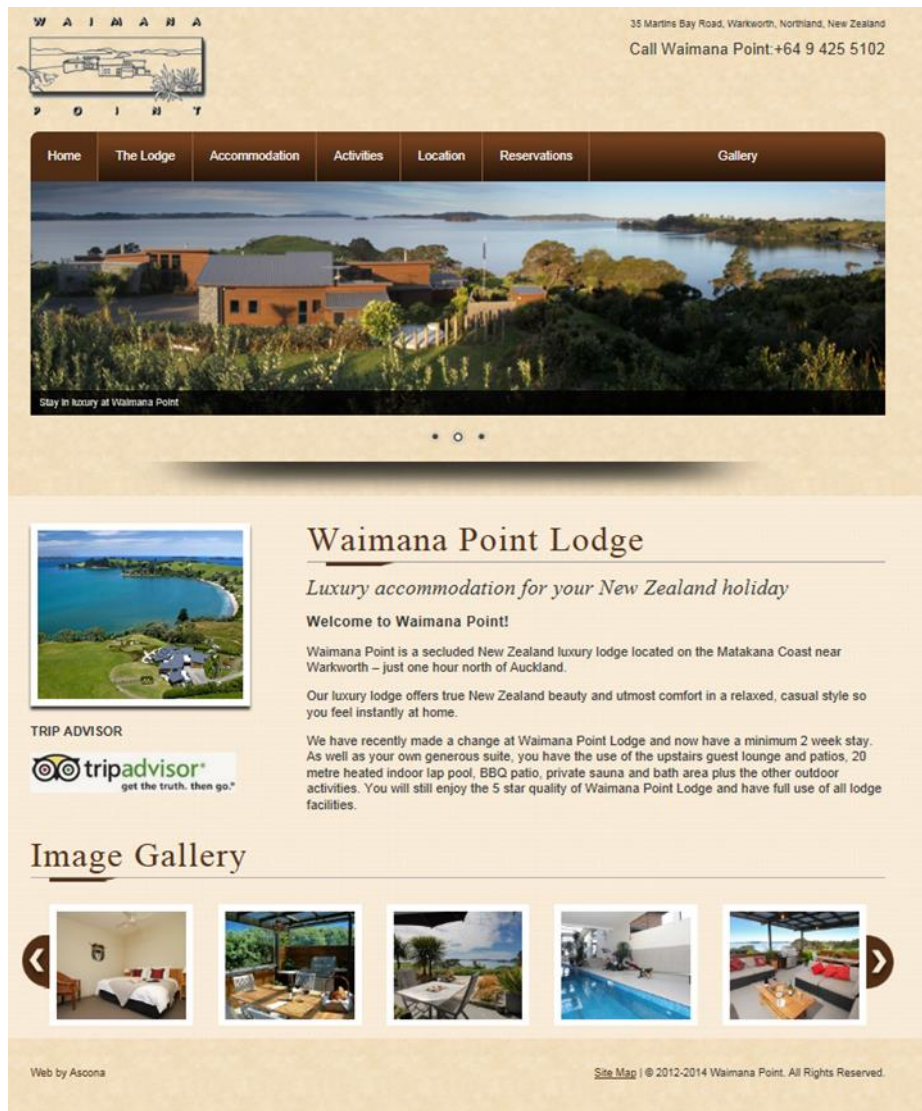 WAIMANA
POINT
35 Martins Bay Road, Warkworth, Northland, New Zealand
Call Waimana Point:+64 9 425 5102
Home The Lodge Accommodation Activities Location Reservations Gallery
Stay in luxury at Waimana Point
Waimana Point Lodge
Luxury accommodation for your New Zealand holiday
Welcome to Waimana Point!
Waimana Point is a secluded New Zealand luxury lodge located on the Matakana Coast near
Warkworth – just one hour north of Auckland.
Our luxury lodge offers true New Zealand beauty and utmost comfort in a relaxed, casual style so
you feel instantly at home.
We have recently made a change at Waimana Point Lodge and now have a minimum 2 week stay.
As well as your own generous suite, you have the use of the upstairs guest lounge and patios, 20
metre heated indoor lap pool, BBQ patio, private sauna and bath area plus the other outdoor
activities. You will still enjoy the 5 star quality of Waimana Point Lodge and have full use of all lodge
facilities.
TRIP ADVISOR
tripadvisor®
get the truth. then go.®
Image Gallery
Web by Ascona
Site Map | © 2012-2014 Waimana Point. All Rights Reserved.